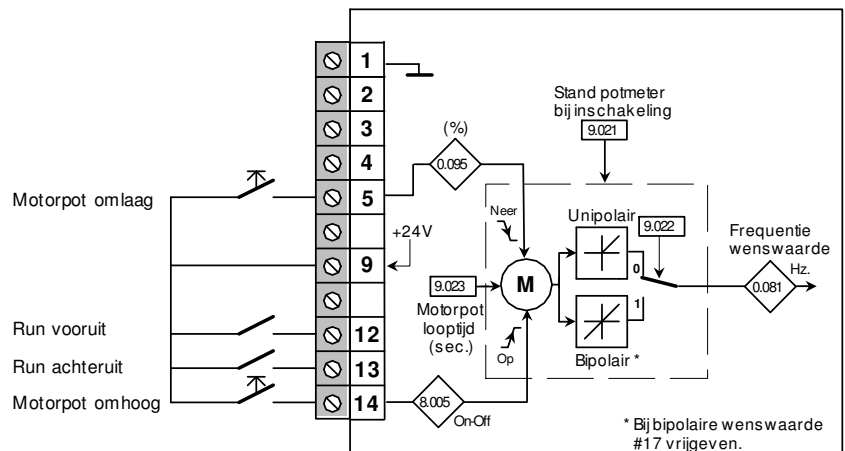 1
2
3
4
5
9
12
13
14
Motorpot omlaag
Run vooruit
Run achteruit
Motorpot omhoog
+24V
(%)
0.095
Stand potmeter
bij inschakeling
9.021
Neer
Unipolair
9.022
0
1
9.023
Motorpot
looptijd
(sec.)
M
Op
Bipolair *
Frequentie
wenswaarde
Hz.
0.081
8.005
On-Off
* Bij bipolaire wenswaarde
#17 vrijgeven.